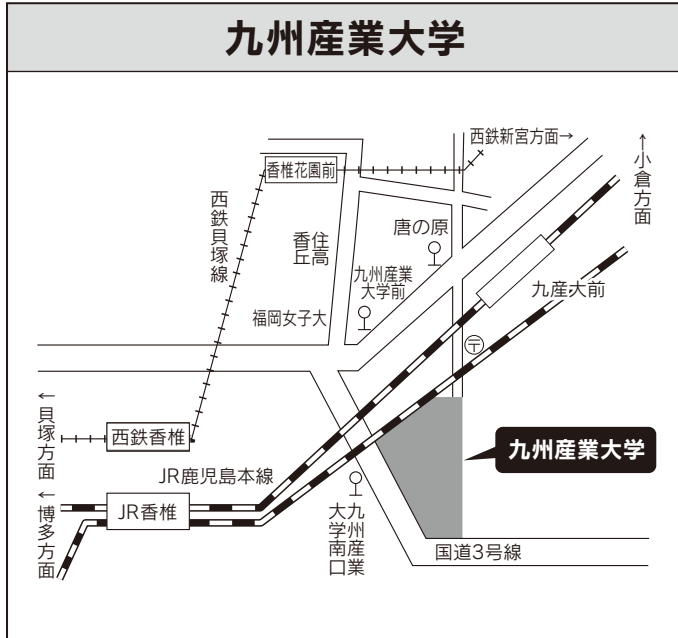 九州産業大学
西鉄新宮方面→
↑小倉方面
香椎花園前
西鉄貝塚線
香住
丘高
唐の原
九州産業
大学前
九産大前
福岡女子大
〒
←貝塚方面
西鉄香椎
九州産業大学
JR鹿児島本線
←博多方面
JR香椎
九州産業
大学南口
国道3号線